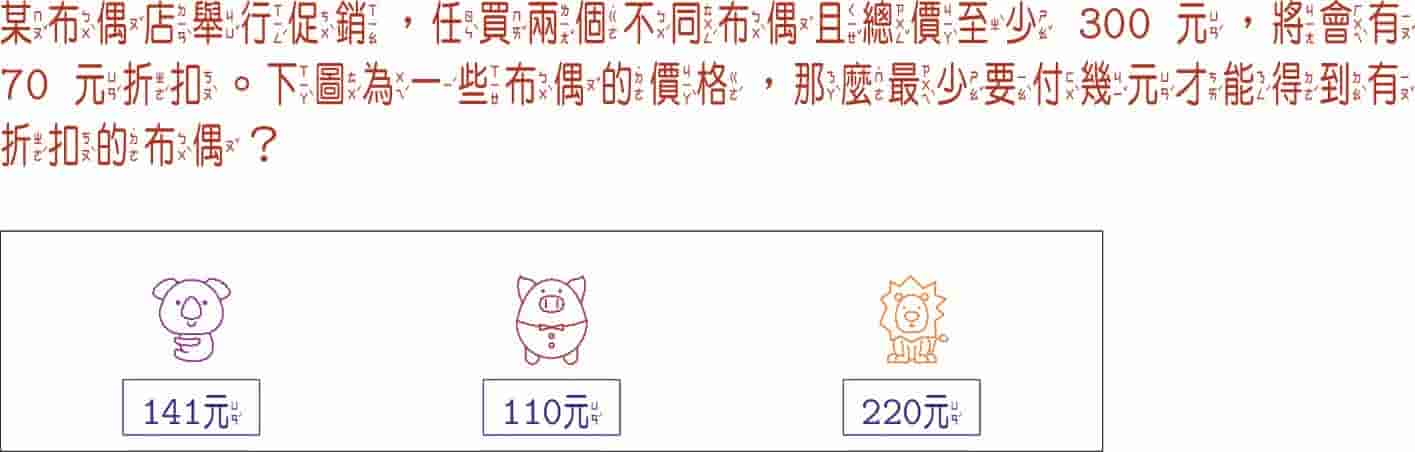 某布偶店舉行促銷，任買兩個不同布偶且總價至少 300 元，將會有
70 元折扣。下圖為一些布偶的價格，那麼最少要付幾元才能得到有
折扣的布偶？
141元 110元 220元